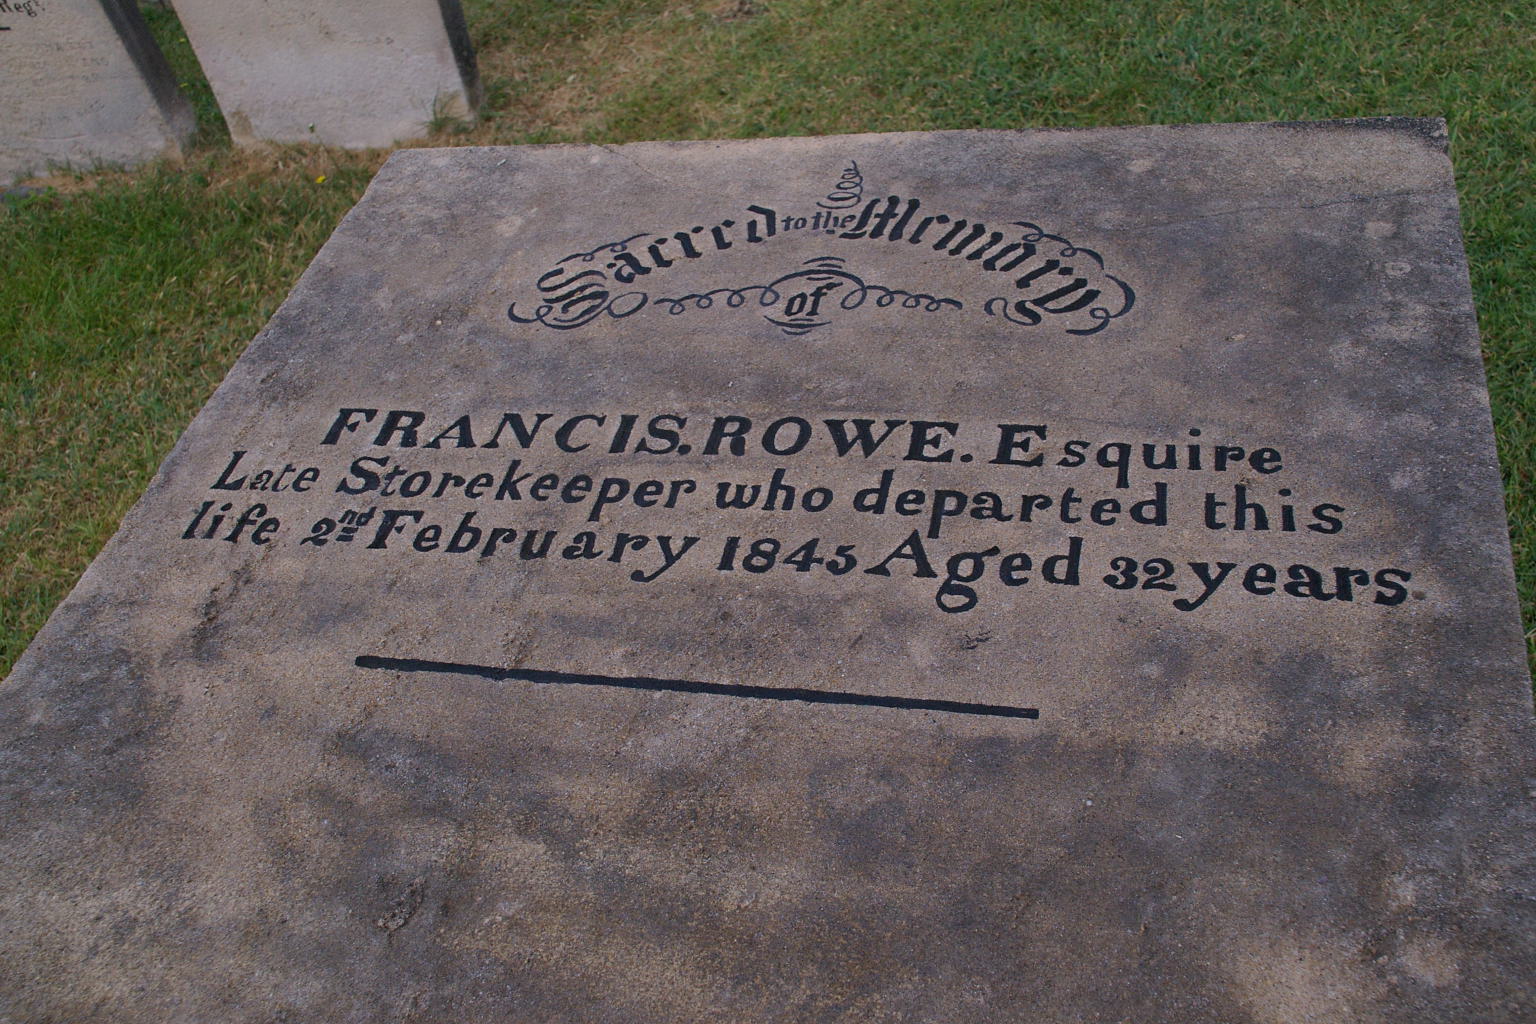 Sacred to the Memory
of
FRANCIS. ROWE. Esquire
Late Storekeeper who departed this
life 2nd February 1845 Aged 32 years.